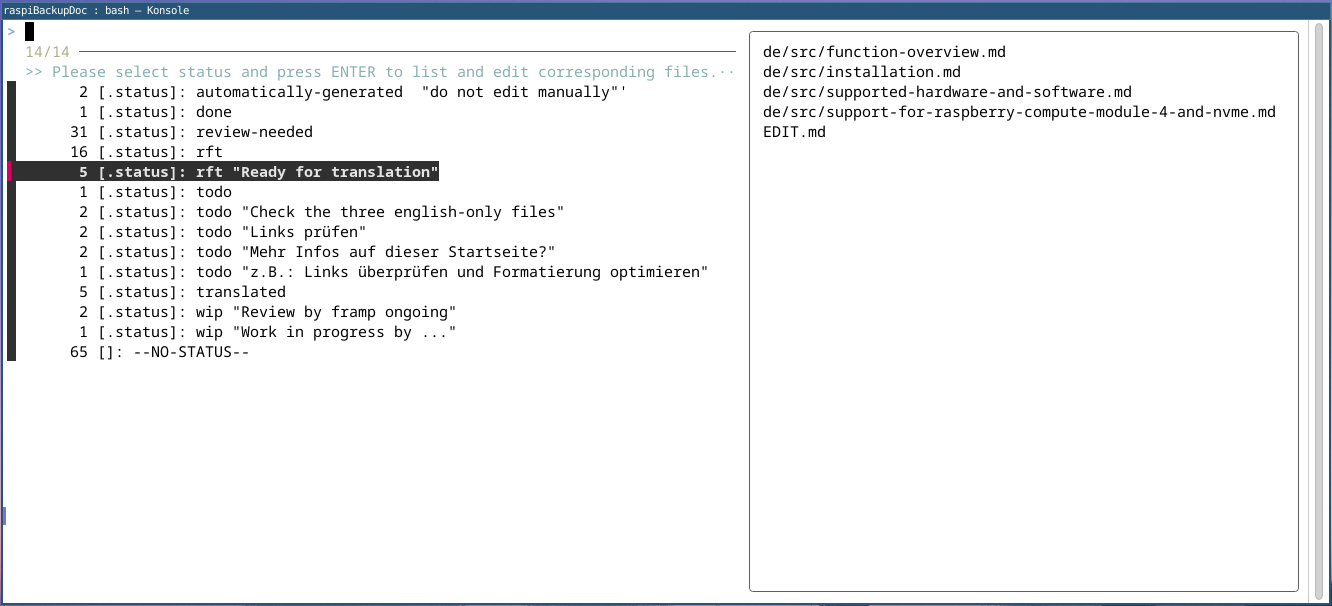 raspiBackupDoc : bash — Konsole
>
14/14
>> Please select status and press ENTER to list and edit corresponding files.··
2 [.status]: automatically-generated  "do not edit manually"'
1 [.status]: done
31 [.status]: review-needed
16 [.status]: rft
5 [.status]: rft "Ready for translation"
1 [.status]: todo
2 [.status]: todo "Check the three english-only files"
2 [.status]: todo "Links prüfen"
2 [.status]: todo "Mehr Infos auf dieser Startseite?"
1 [.status]: todo "z.B.: Links überprüfen und Formatierung optimieren"
5 [.status]: translated
2 [.status]: wip "Review by framp ongoing"
1 [.status]: wip "Work in progress by ..."
65 []: --NO-STATUS--
de/src/function-overview.md
de/src/installation.md
de/src/supported-hardware-and-software.md
de/src/support-for-raspberry-compute-module-4-and-nvme.md
EDIT.md